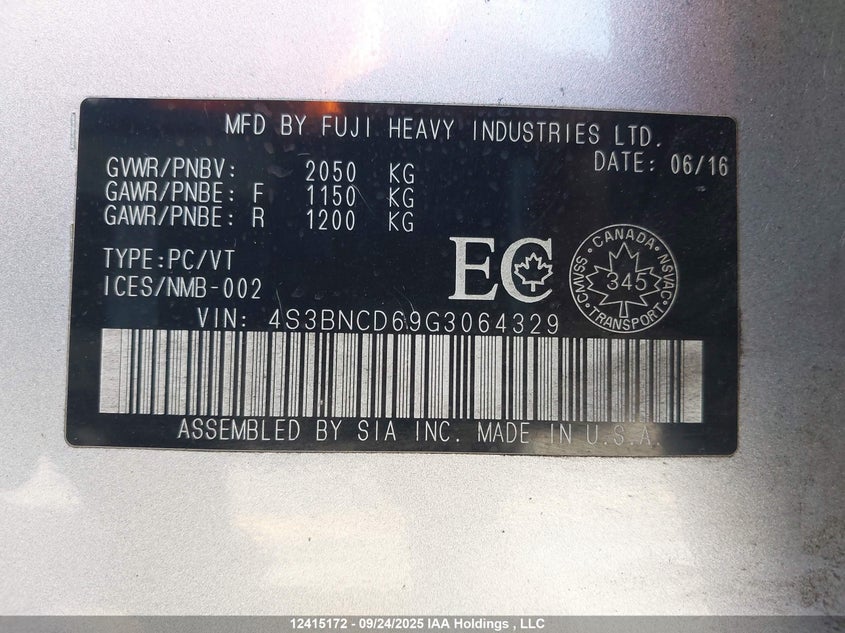 MFD BY FUJI HEAVY INDUSTRIES LTD.
DATE: 06/16
GVWR/PNBV: 2050 KG
GAWR/PNBE: F 1150 KG
GAWR/PNBE: R 1200 KG
TYPE:PC/VT
ICES/NMB-002
EC
CANADA
CMVSS • NSVAC
345
TRANSPORT
VIN: 4S3BNCD69G3064329
ASSEMBLED BY SIA INC. MADE IN U.S.A.
12415172 - 09/24/2025 IAA Holdings , LLC